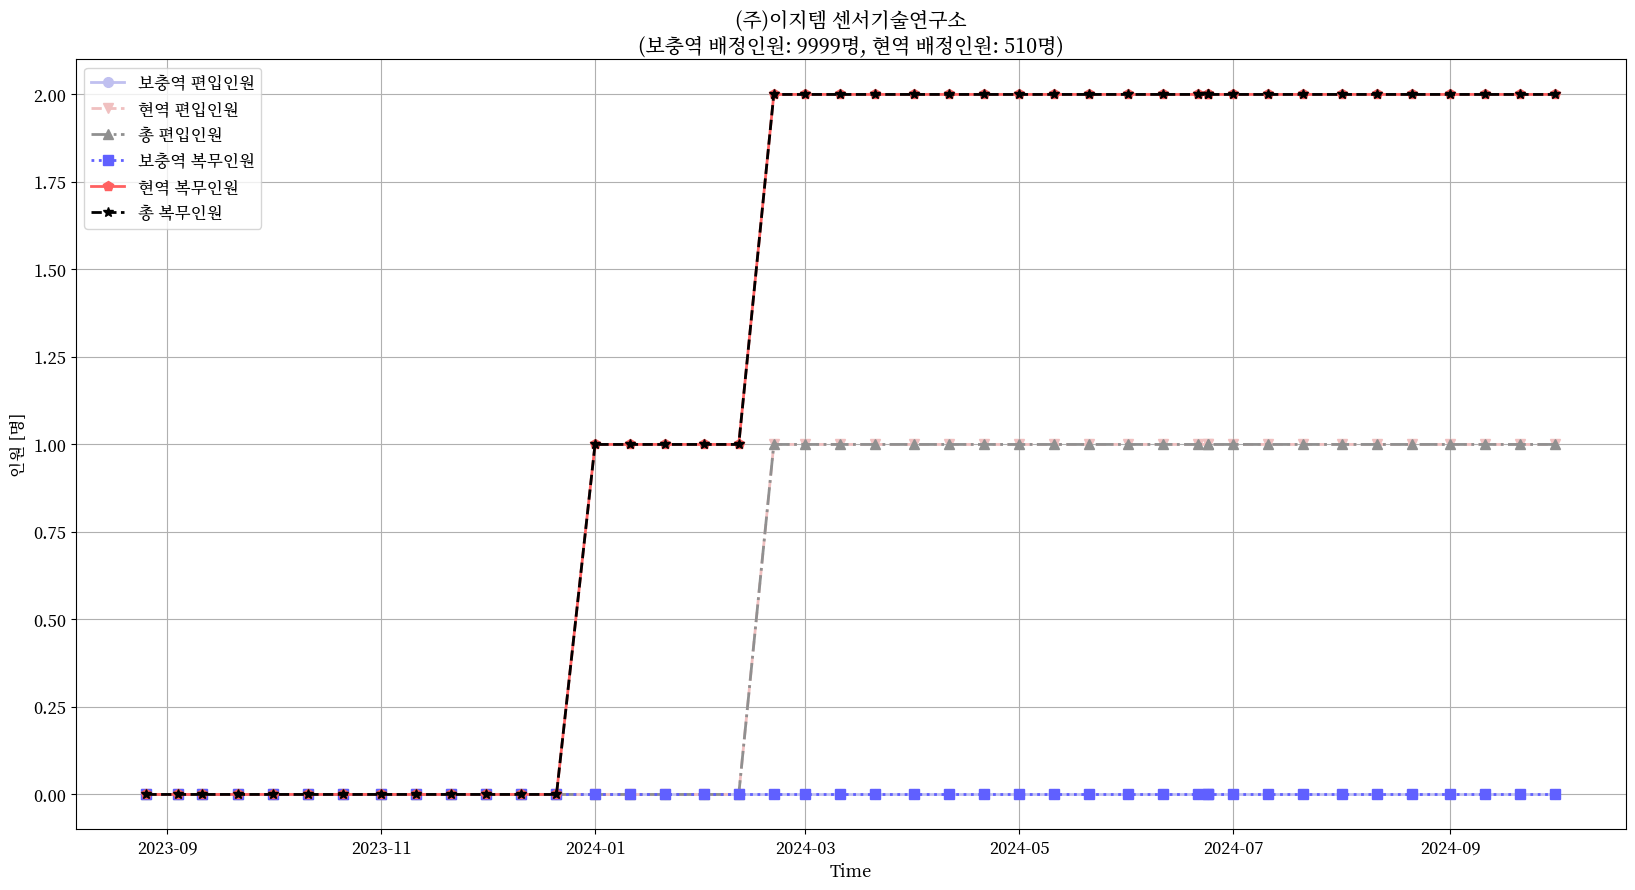 (주)이지템 센서기술연구소
(보충역 배정인원: 9999명, 현역 배정인원: 510명)
보충역 편입인원
현역 편입인원
총 편입인원
보충역 복무인원
현역 복무인원
총 복무인원
2.00
1.75
1.50
1.25
1.00
0.75
0.50
0.25
0.00
인원 [명]
2023-09 2023-11 2024-01 2024-03 2024-05 2024-07 2024-09
Time